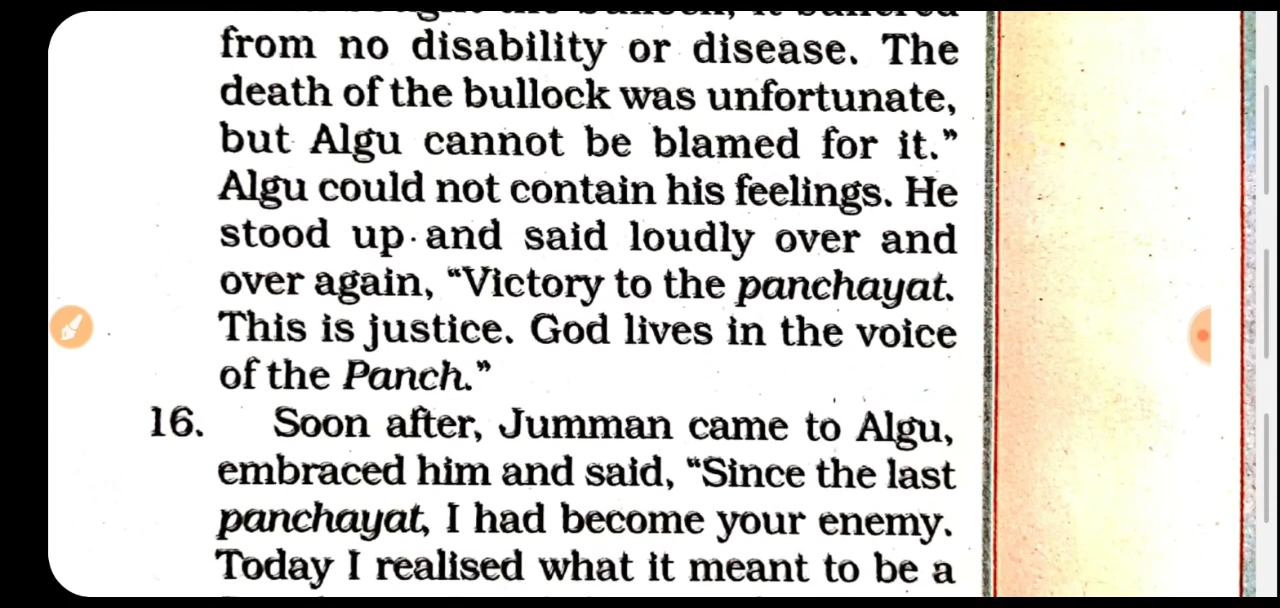 from no disability or disease. The
death of the bullock was unfortunate,
but Algu cannot be blamed for it.”
Algu could not contain his feelings. He
stood up and said loudly over and
over again, “Victory to the panchayat.
This is justice. God lives in the voice
of the Panch.”
16. Soon after, Jumman came to Algu,
embraced him and said, “Since the last
panchayat, I had become your enemy.
Today I realised what it meant to be a